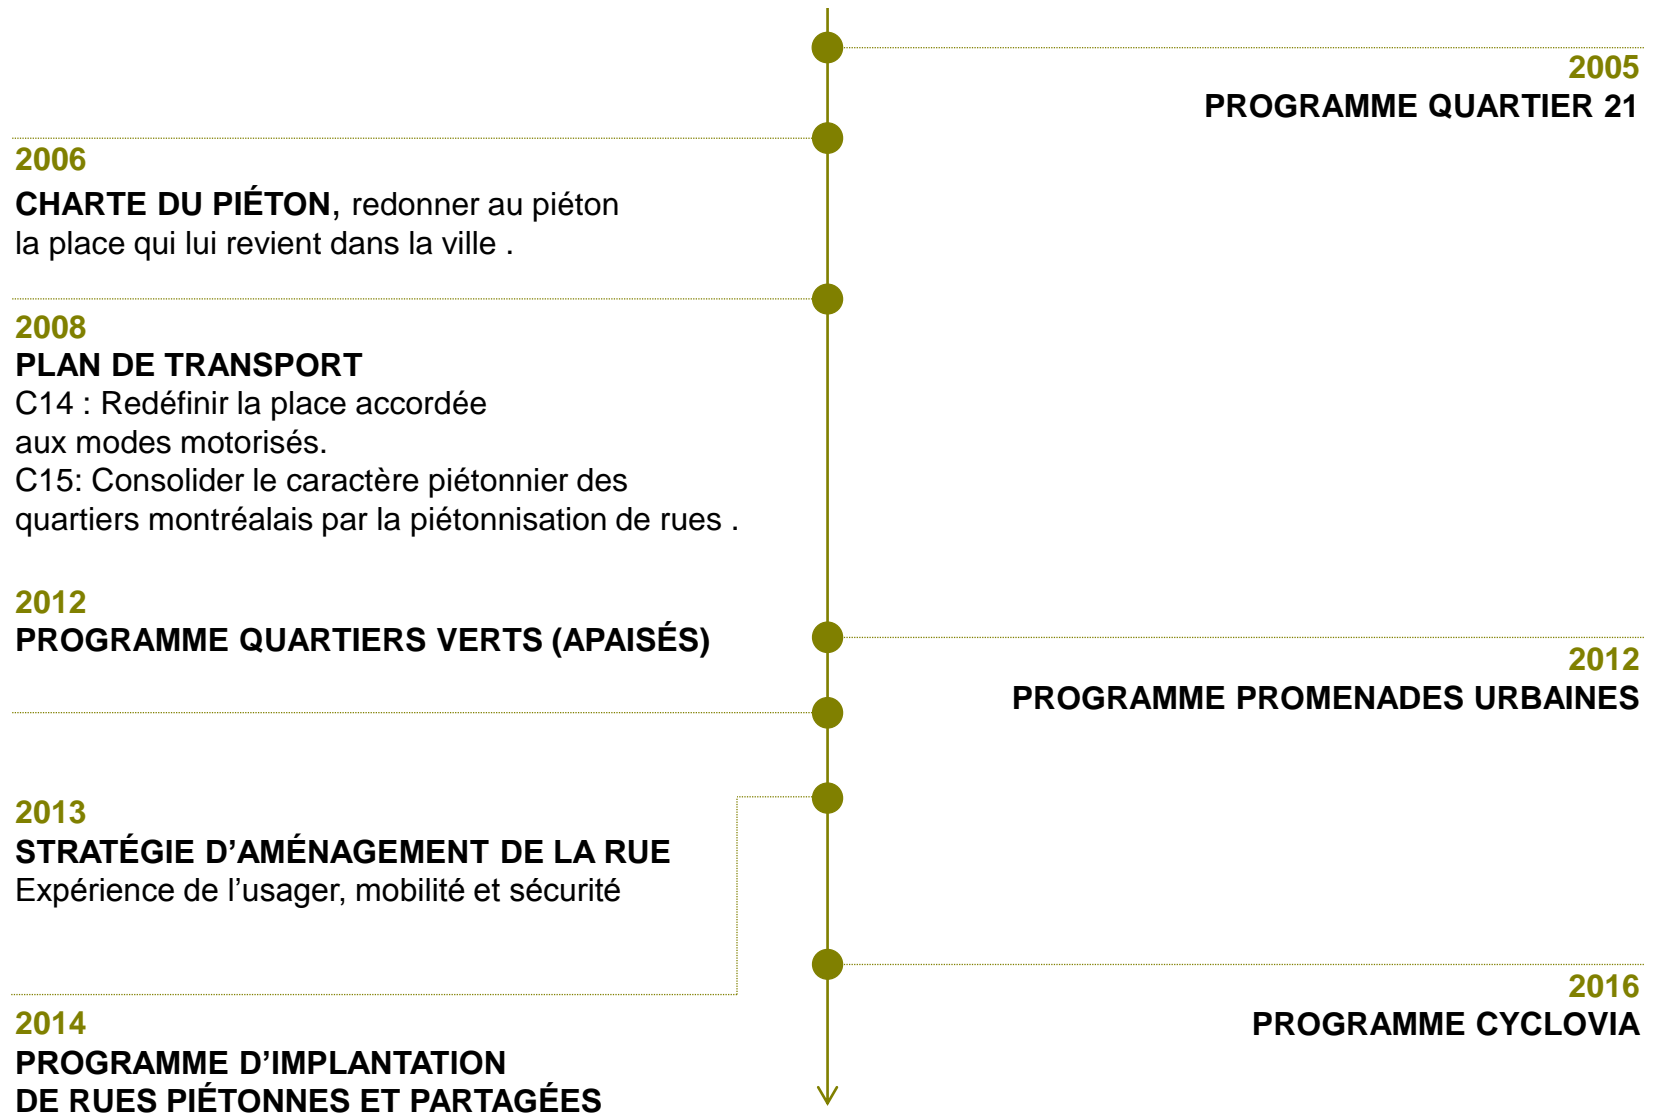 2005
PROGRAMME QUARTIER 21
2006
CHARTE DU PIÉTON, redonner au piéton
la place qui lui revient dans la ville .
2008
PLAN DE TRANSPORT
C14 : Redéfinir la place accordée
aux modes motorisés.
C15: Consolider le caractère piétonnier des
quartiers montréalais par la piétonnisation de rues .
2012
PROGRAMME QUARTIERS VERTS (APAISÉS)
2012
PROGRAMME PROMENADES URBAINES
2013
STRATÉGIE D’AMÉNAGEMENT DE LA RUE
Expérience de l’usager, mobilité et sécurité
2014
PROGRAMME D’IMPLANTATION
DE RUES PIÉTONNES ET PARTAGÉES
2016
PROGRAMME CYCLOVIA